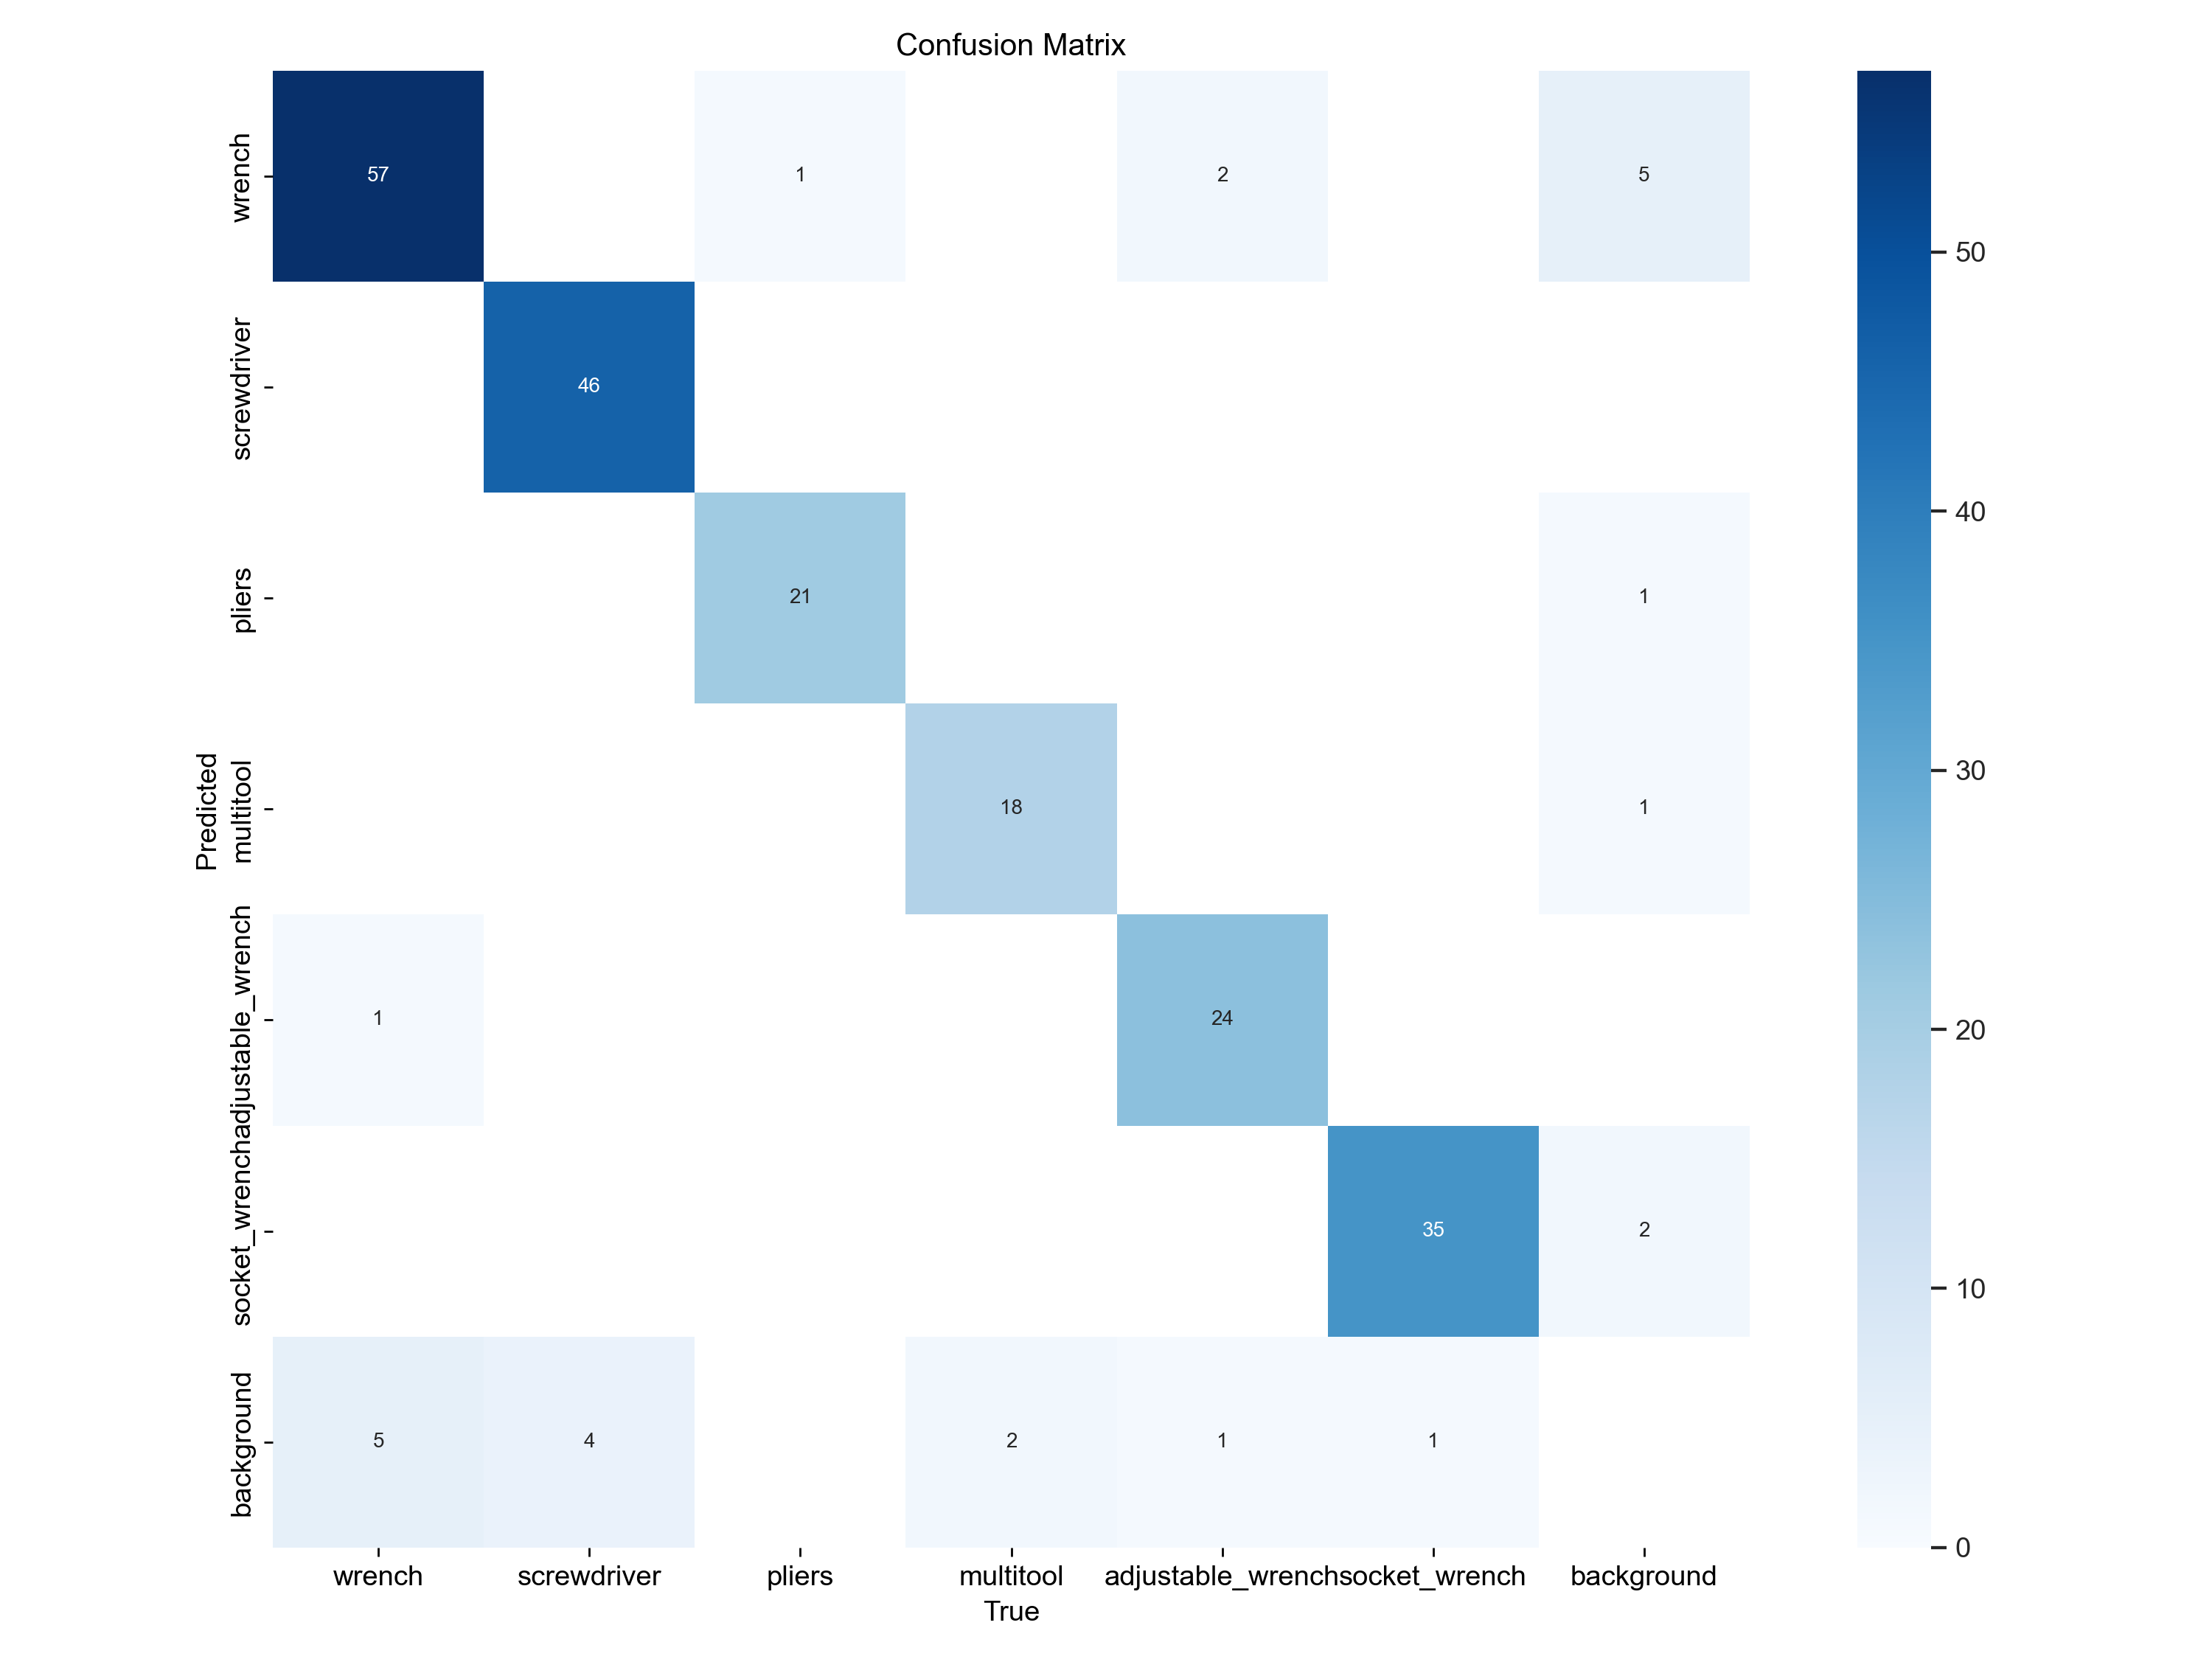 Confusion Matrix
wrench
57
1
2
5
50
screwdriver
46
40
pliers
21
1
30
Predicted
multitool
18
1
20
adjustable_wrench
1
24
socket_wrench
35
2
10
background
5
4
2
1
1
0
wrench
screwdriver
pliers
multitool
adjustable_wrench
socket_wrench
background
True